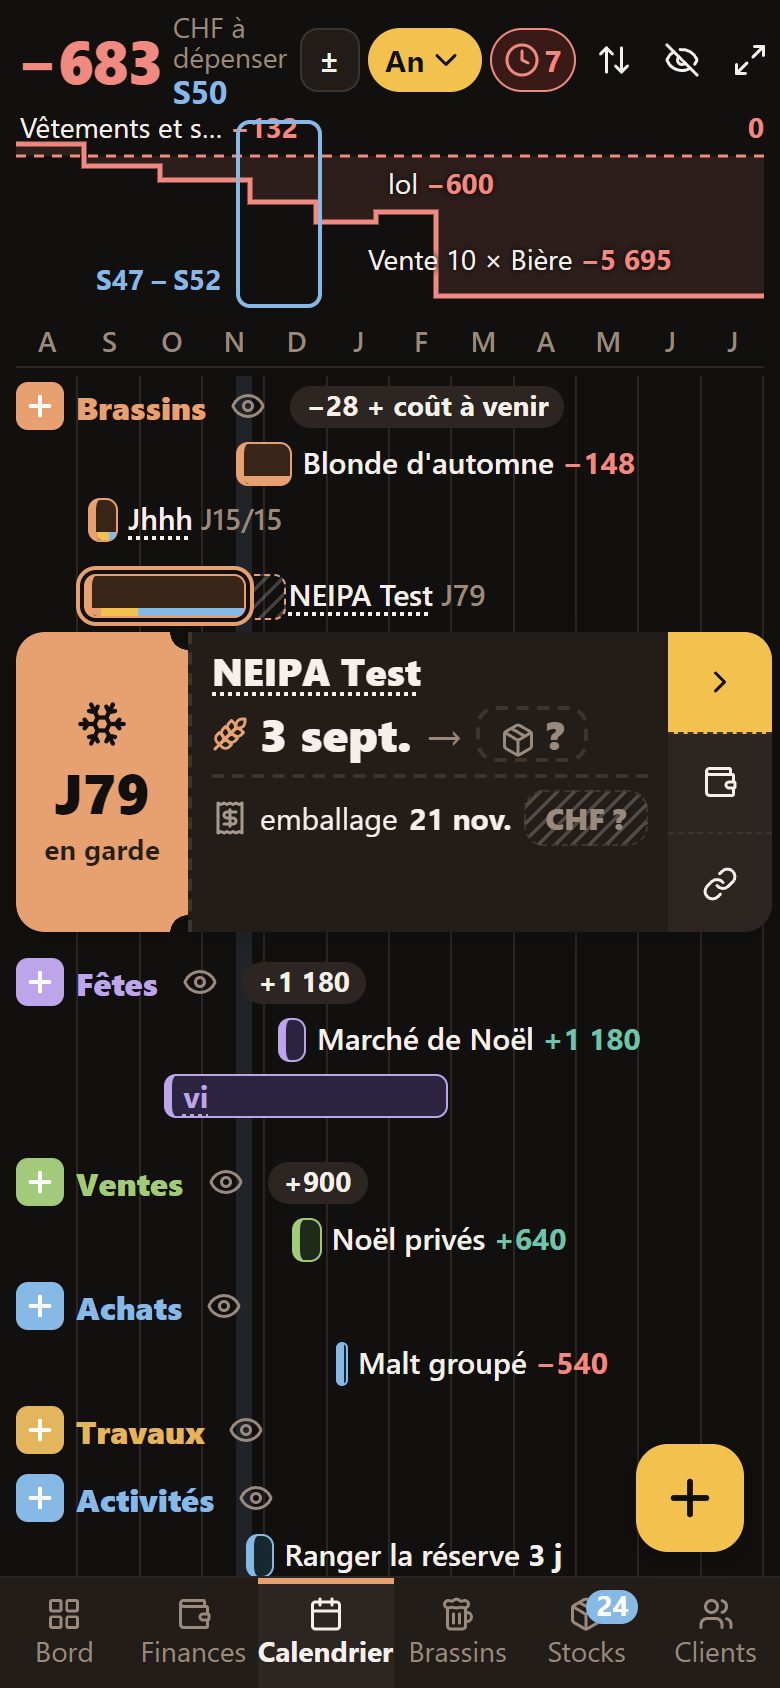 −683
CHF à
dépenser
S50
±
An
7
Vêtements et s... −132
0
lol −600
Vente 10 × Bière −5 695
S47 – S52
A S O N D J F M A M J J
Brassins
−28 + coût à venir
Blonde d'automne −148
Jhhh J15/15
NEIPA Test J79
J79
en garde
NEIPA Test
3 sept. → ?
emballage 21 nov. CHF ?
Fêtes
+1 180
Marché de Noël +1 180
vi
Ventes
+900
Noël privés +640
Achats
Malt groupé −540
Travaux
Activités
Ranger la réserve 3 j
24
Bord Finances Calendrier Brassins Stocks Clients